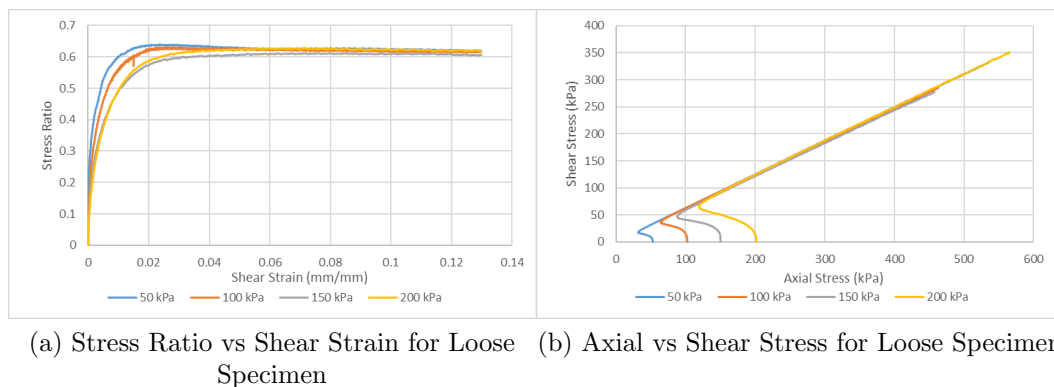 0.7
0.6
0.5
0.4
0.3
0.2
0.1
0
Stress Ratio
0 0.02 0.04 0.06 0.08 0.1 0.12 0.14
Shear Strain (mm/mm)
50 kPa 100 kPa 150 kPa 200 kPa
(a) Stress Ratio vs Shear Strain for Loose
Specimen
400
350
300
250
200
150
100
50
0
Shear Stress (kPa)
0 100 200 300 400 500 600
Axial Stress (kPa)
50 kPa 100 kPa 150 kPa 200 kPa
(b) Axial vs Shear Stress for Loose Specimen